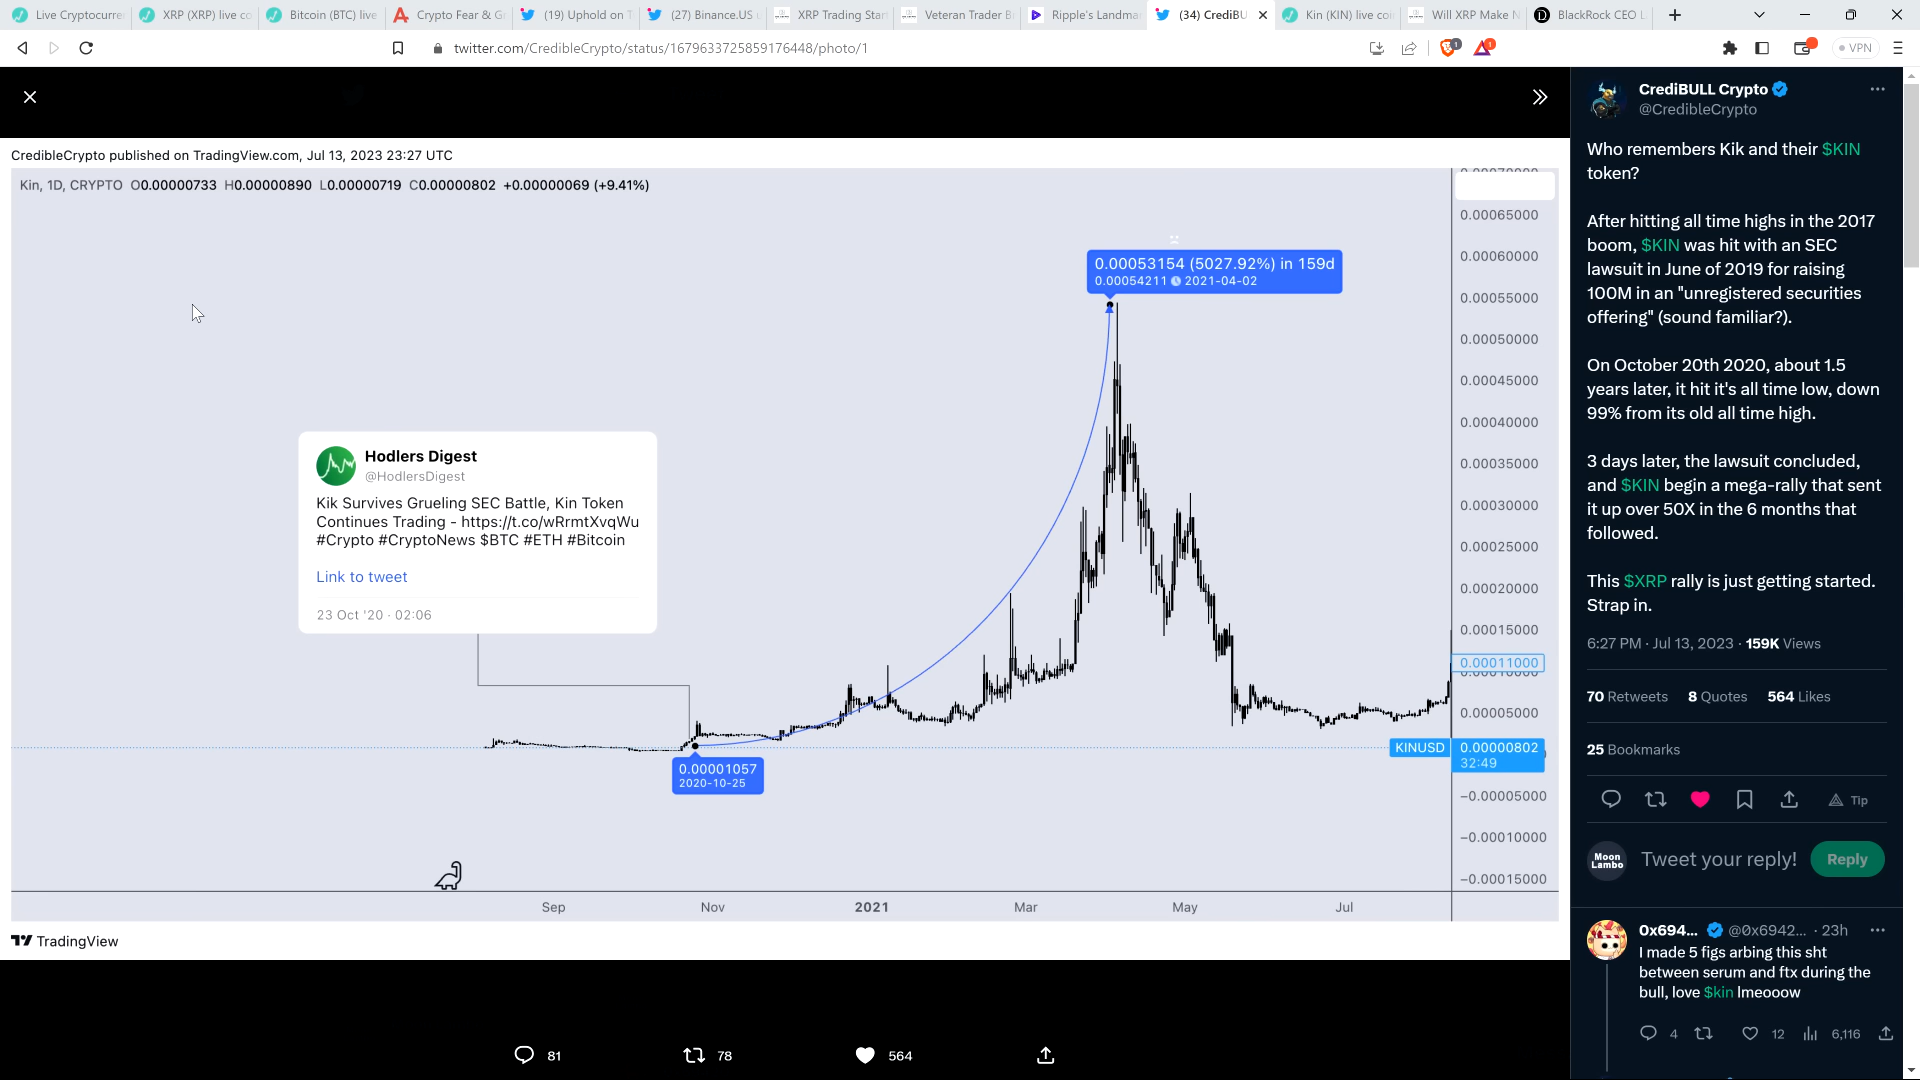 Live Cryptocurren
XRP (XRP) live co
Bitcoin (BTC) live
Crypto Fear & G
(19) Uphold on T
(27) Binance.US
XRP Trading Star
Veteran Trader B
Ripple's Landma
(34) CrediBU
Kin (KIN) live coi
Will XRP Make N
BlackRock CEO L
twitter.com/CredibleCrypto/status/1679633725859176448/photo/1
VPN
CredibleCrypto published on TradingView.com, Jul 13, 2023 23:27 UTC
Kin, 1D, CRYPTO O0.00000733 H0.00000890 L0.00000719 C0.00000802 +0.00000069 (+9.41%)
0.00065000
0.00060000
0.00055000
0.00050000
0.00045000
0.00040000
0.00035000
0.00030000
0.00025000
0.00020000
0.00015000
0.00011000
0.00005000
KINUSD 0.00000802
32:49
−0.00005000
−0.00010000
−0.00015000
0.00053154 (5027.92%) in 159d
0.00054211 2021-04-02
Hodlers Digest
@HodlersDigest
Kik Survives Grueling SEC Battle, Kin Token
Continues Trading - https://t.co/wRrmtXvqWu
#Crypto #CryptoNews $BTC #ETH #Bitcoin
Link to tweet
23 Oct '20 · 02:06
0.00001057
2020-10-25
Sep Nov 2021 Mar May Jul
TradingView
81 78 564
CrediBULL Crypto
@CredibleCrypto
Who remembers Kik and their $KIN
token?
After hitting all time highs in the 2017
boom, $KIN was hit with an SEC
lawsuit in June of 2019 for raising
100M in an "unregistered securities
offering" (sound familiar?).
On October 20th 2020, about 1.5
years later, it hit it's all time low, down
99% from its old all time high.
3 days later, the lawsuit concluded,
and $KIN begin a mega-rally that sent
it up over 50X in the 6 months that
followed.
This $XRP rally is just getting started.
Strap in.
6:27 PM · Jul 13, 2023 · 159K Views
70 Retweets 8 Quotes 564 Likes
25 Bookmarks
Tip
Moon
Lambo
Tweet your reply!
Reply
0x694... @0x6942... · 23h
I made 5 figs arbing this sht
between serum and ftx during the
bull, love $kin lmeooow
4 12 6,116